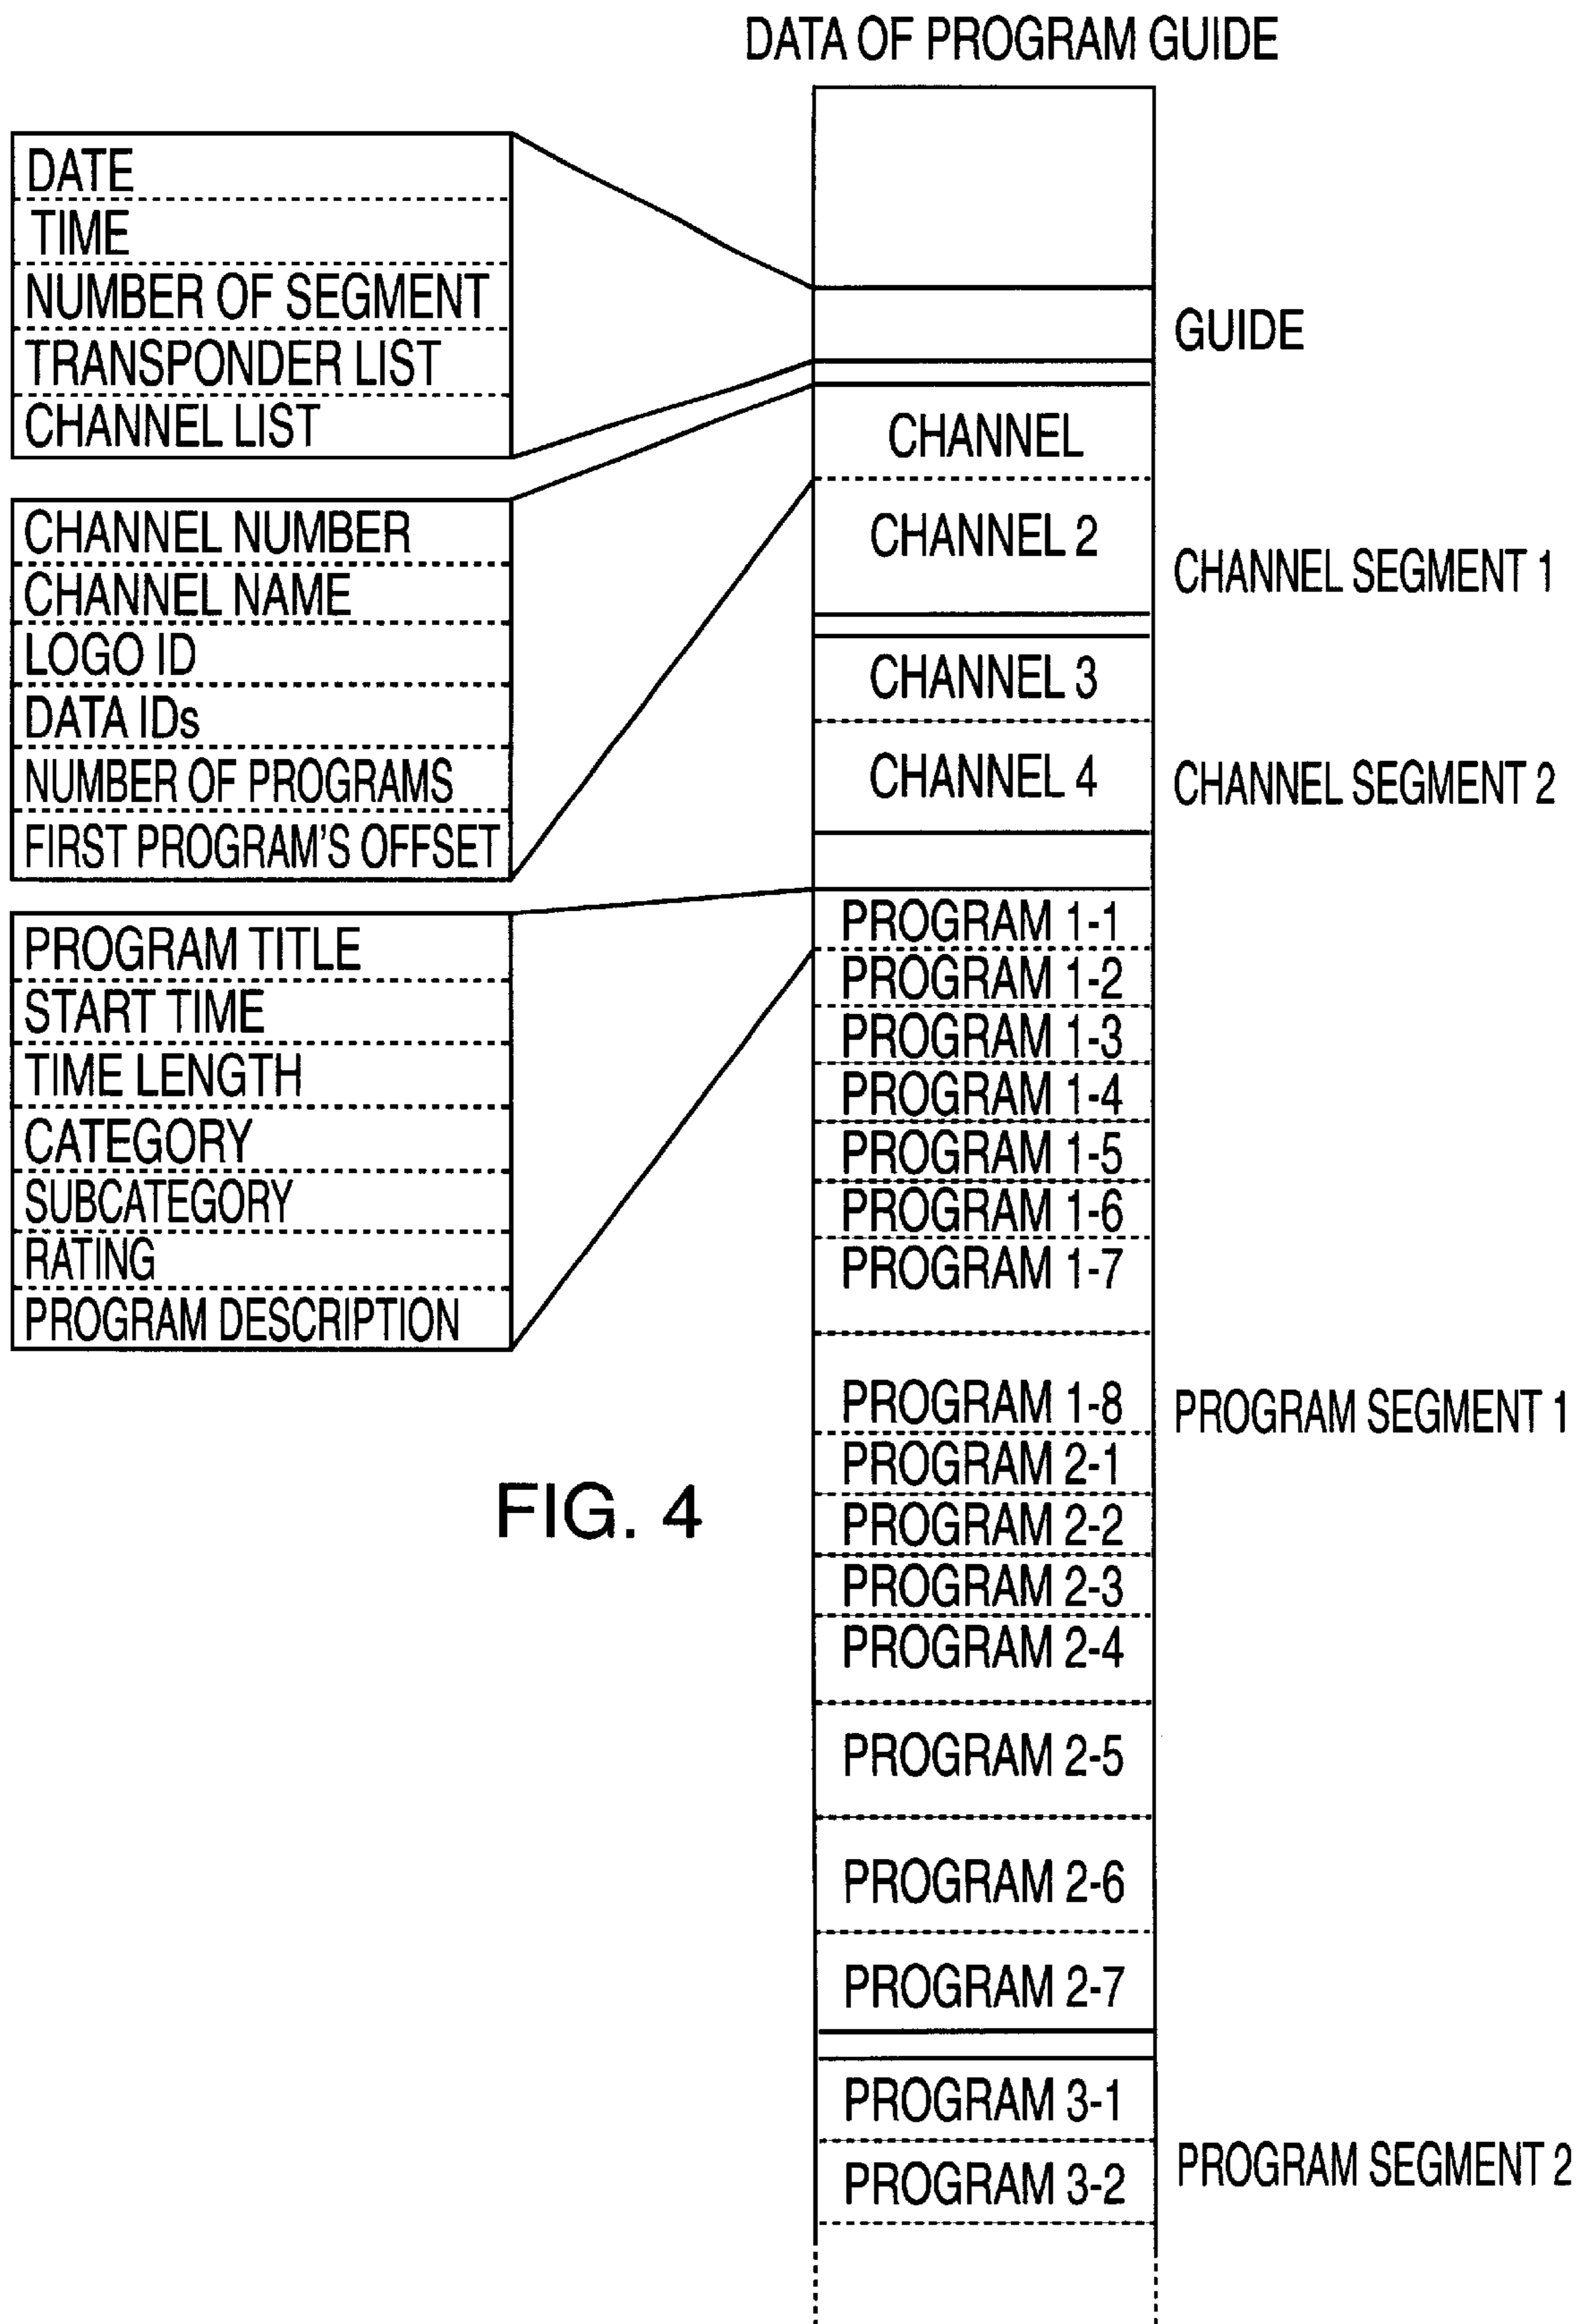 DATA OF PROGRAM GUIDE
DATE
TIME
NUMBER OF SEGMENT
TRANSPONDER LIST
CHANNEL LIST
GUIDE
CHANNEL NUMBER
CHANNEL NAME
LOGO ID
DATA IDs
NUMBER OF PROGRAMS
FIRST PROGRAM'S OFFSET
CHANNEL
CHANNEL 2
CHANNEL SEGMENT 1
CHANNEL 3
CHANNEL 4
CHANNEL SEGMENT 2
PROGRAM TITLE
START TIME
TIME LENGTH
CATEGORY
SUBCATEGORY
RATING
PROGRAM DESCRIPTION
PROGRAM 1-1
PROGRAM 1-2
PROGRAM 1-3
PROGRAM 1-4
PROGRAM 1-5
PROGRAM 1-6
PROGRAM 1-7
PROGRAM 1-8
PROGRAM SEGMENT 1
PROGRAM 2-1
PROGRAM 2-2
PROGRAM 2-3
PROGRAM 2-4
PROGRAM 2-5
PROGRAM 2-6
PROGRAM 2-7
PROGRAM 3-1
PROGRAM 3-2
PROGRAM SEGMENT 2
FIG. 4